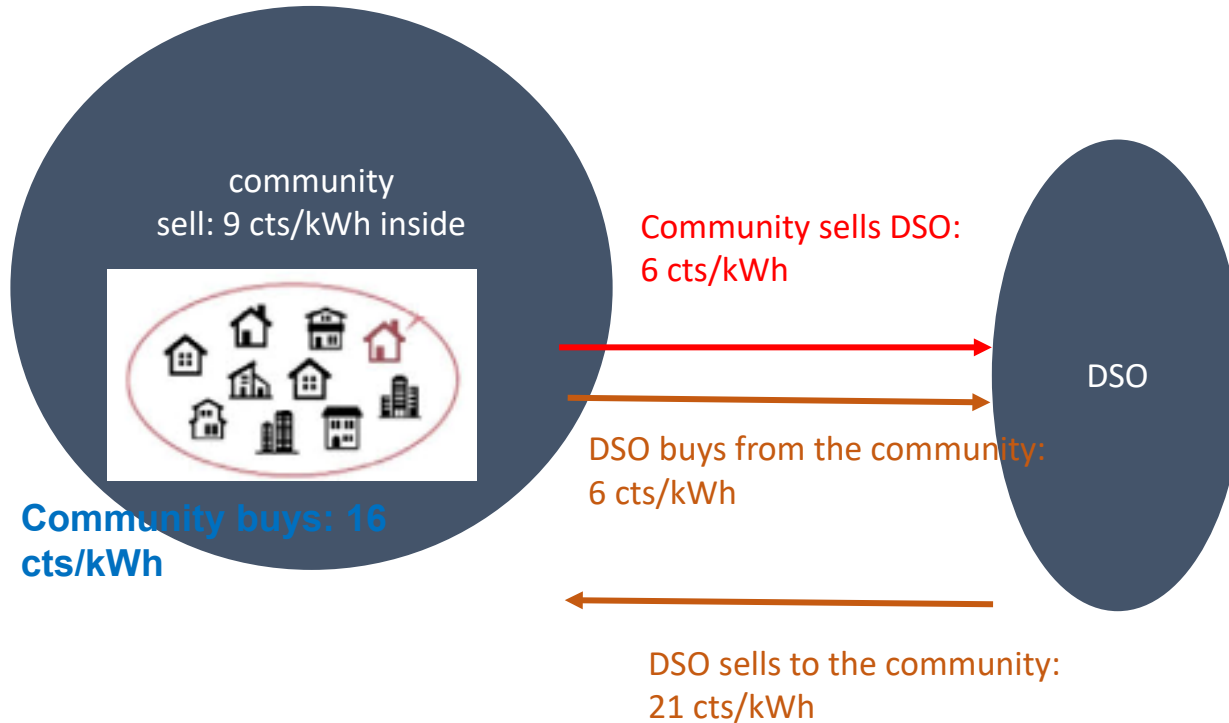 community
sell: 9 cts/kWh inside
Community sells DSO:
6 cts/kWh
DSO
DSO buys from the community:
6 cts/kWh
Community buys: 16
cts/kWh
DSO sells to the community:
21 cts/kWh